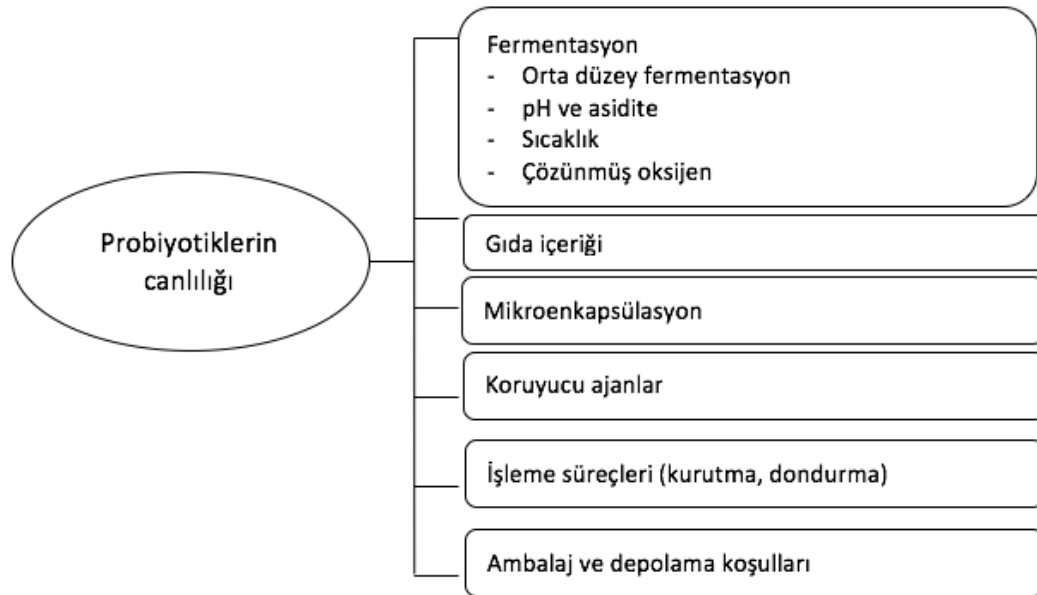 Fermentasyon
- Orta düzey fermentasyon
- pH ve asidite
- Sıcaklık
- Çözünmüş oksijen
Probiyotiklerin
canlılığı
Gıda içeriği
Mikroenkapsülasyon
Koruyucu ajanlar
İşleme süreçleri (kurutma, dondurma)
Ambalaj ve depolama koşulları